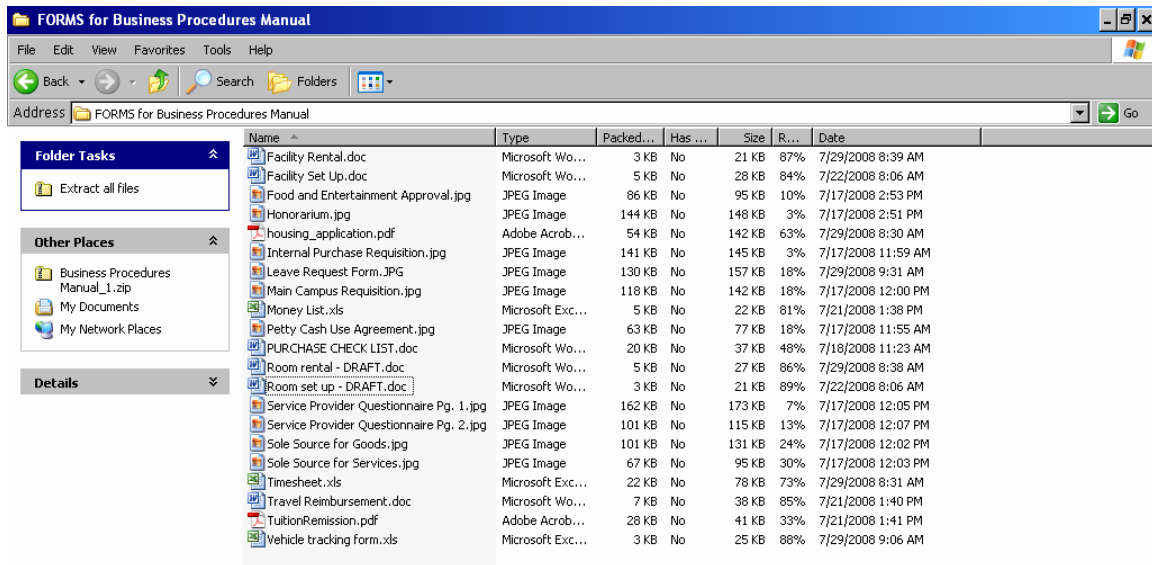 FORMS for Business Procedures Manual
File Edit View Favorites Tools Help
Back Search Folders
Address FORMS for Business Procedures Manual Go
Folder Tasks
Extract all files
Other Places
Business Procedures
Manual_1.zip
My Documents
My Network Places
Details
Name Type Packed... Has ... Size R... Date
Facility Rental.doc Microsoft Wo... 3 KB No 21 KB 87% 7/29/2008 8:39 AM
Facility Set Up.doc Microsoft Wo... 5 KB No 28 KB 84% 7/22/2008 8:06 AM
Food and Entertainment Approval.jpg JPEG Image 86 KB No 95 KB 10% 7/17/2008 2:53 PM
Honorarium.jpg JPEG Image 144 KB No 148 KB 3% 7/17/2008 2:51 PM
housing_application.pdf Adobe Acrob... 54 KB No 142 KB 63% 7/29/2008 8:30 AM
Internal Purchase Requisition.jpg JPEG Image 141 KB No 145 KB 3% 7/17/2008 11:59 AM
Leave Request Form.JPG JPEG Image 130 KB No 157 KB 18% 7/29/2008 9:31 AM
Main Campus Requisition.jpg JPEG Image 118 KB No 142 KB 18% 7/17/2008 12:00 PM
Money List.xls Microsoft Exc... 5 KB No 22 KB 81% 7/21/2008 1:38 PM
Petty Cash Use Agreement.jpg JPEG Image 63 KB No 77 KB 18% 7/17/2008 11:55 AM
PURCHASE CHECK LIST.doc Microsoft Wo... 20 KB No 37 KB 48% 7/18/2008 11:23 AM
Room rental - DRAFT.doc Microsoft Wo... 5 KB No 27 KB 86% 7/29/2008 8:38 AM
Room set up - DRAFT.doc Microsoft Wo... 3 KB No 21 KB 89% 7/22/2008 8:06 AM
Service Provider Questionnaire Pg. 1.jpg JPEG Image 162 KB No 173 KB 7% 7/17/2008 12:05 PM
Service Provider Questionnaire Pg. 2.jpg JPEG Image 101 KB No 115 KB 13% 7/17/2008 12:07 PM
Sole Source for Goods.jpg JPEG Image 101 KB No 131 KB 24% 7/17/2008 12:02 PM
Sole Source for Services.jpg JPEG Image 67 KB No 95 KB 30% 7/17/2008 12:03 PM
Timesheet.xls Microsoft Exc... 22 KB No 78 KB 73% 7/29/2008 8:31 AM
Travel Reimbursement.doc Microsoft Wo... 7 KB No 38 KB 85% 7/21/2008 1:40 PM
TuitionRemission.pdf Adobe Acrob... 28 KB No 41 KB 33% 7/21/2008 1:41 PM
Vehicle tracking form.xls Microsoft Exc... 3 KB No 25 KB 88% 7/29/2008 9:06 AM